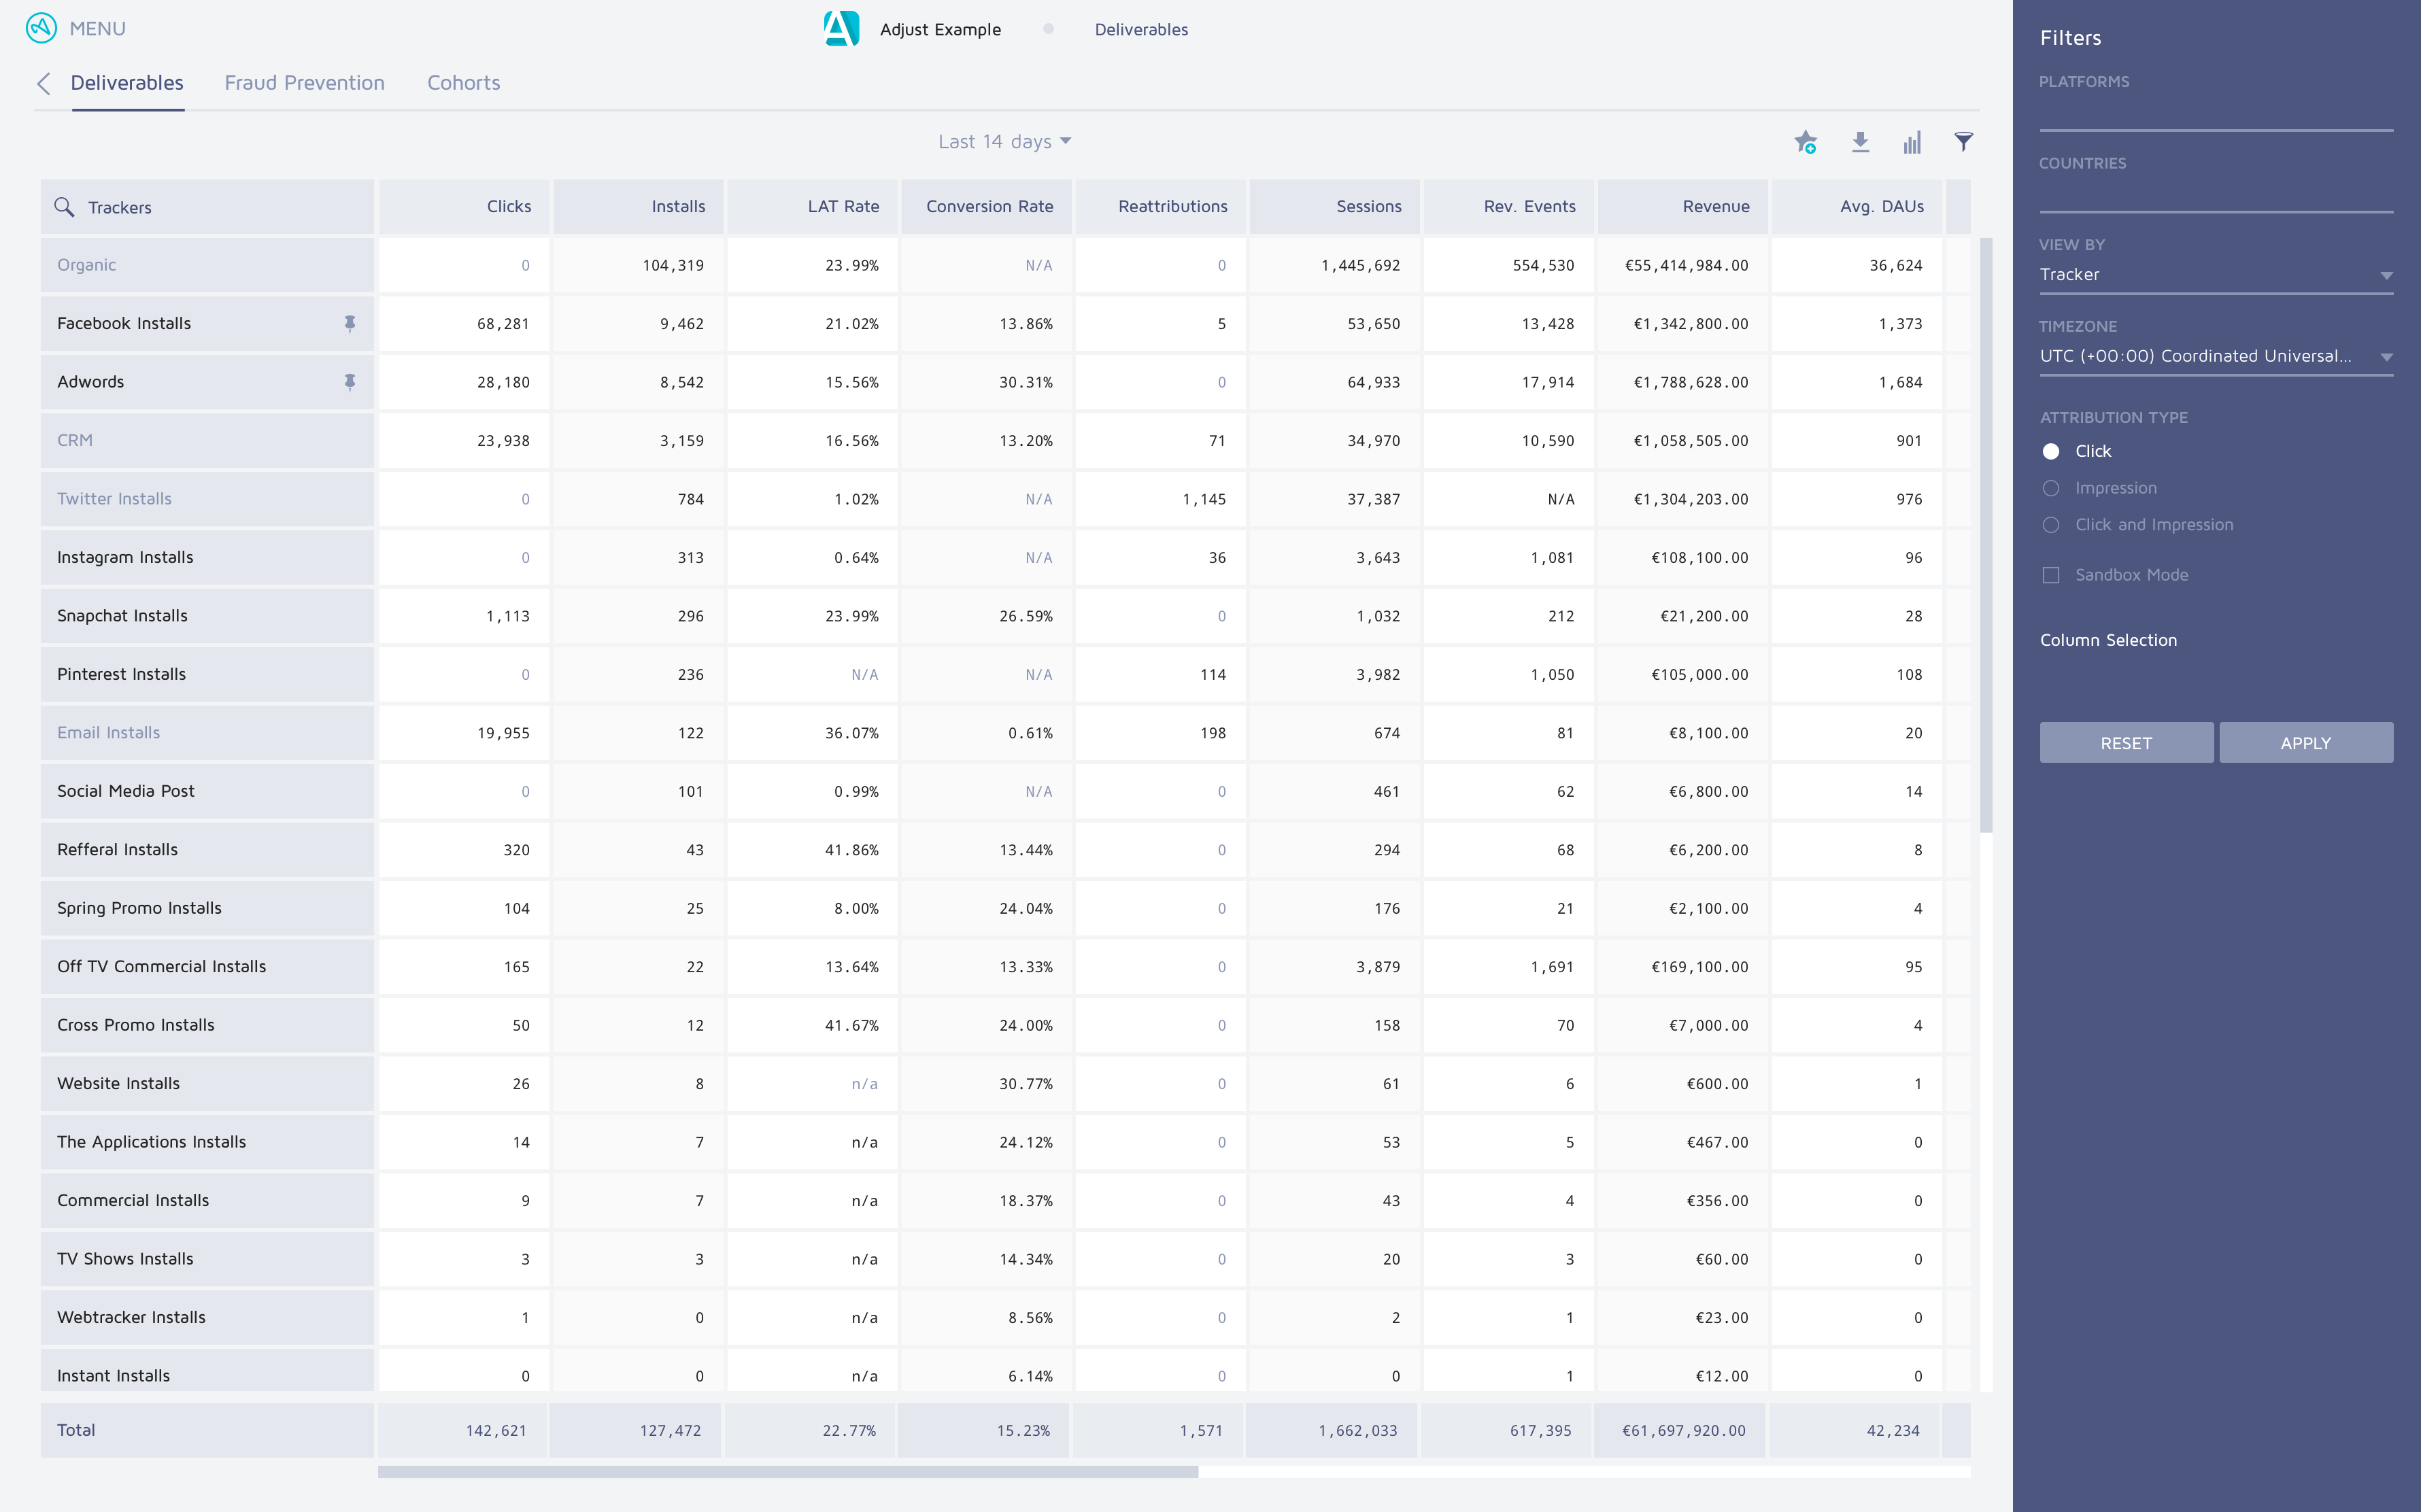 MENU
Adjust Example Deliverables
Deliverables Fraud Prevention Cohorts
Last 14 days
Trackers Clicks Installs LAT Rate Conversion Rate Reattributions Sessions Rev. Events Revenue Avg. DAUs
Organic 0 104,319 23.99% N/A 0 1,445,692 554,530 €55,414,984.00 36,624
Facebook Installs 68,281 9,462 21.02% 13.86% 5 53,650 13,428 €1,342,800.00 1,373
Adwords 28,180 8,542 15.56% 30.31% 0 64,933 17,914 €1,788,628.00 1,684
CRM 23,938 3,159 16.56% 13.20% 71 34,970 10,590 €1,058,505.00 901
Twitter Installs 0 784 1.02% N/A 1,145 37,387 N/A €1,304,203.00 976
Instagram Installs 0 313 0.64% N/A 36 3,643 1,081 €108,100.00 96
Snapchat Installs 1,113 296 23.99% 26.59% 0 1,032 212 €21,200.00 28
Pinterest Installs 0 236 N/A N/A 114 3,982 1,050 €105,000.00 108
Email Installs 19,955 122 36.07% 0.61% 198 674 81 €8,100.00 20
Social Media Post 0 101 0.99% N/A 0 461 62 €6,800.00 14
Refferal Installs 320 43 41.86% 13.44% 0 294 68 €6,200.00 8
Spring Promo Installs 104 25 8.00% 24.04% 0 176 21 €2,100.00 4
Off TV Commercial Installs 165 22 13.64% 13.33% 0 3,879 1,691 €169,100.00 95
Cross Promo Installs 50 12 41.67% 24.00% 0 158 70 €7,000.00 4
Website Installs 26 8 n/a 30.77% 0 61 6 €600.00 1
The Applications Installs 14 7 n/a 24.12% 0 53 5 €467.00 0
Commercial Installs 9 7 n/a 18.37% 0 43 4 €356.00 0
TV Shows Installs 3 3 n/a 14.34% 0 20 3 €60.00 0
Webtracker Installs 1 0 n/a 8.56% 0 2 1 €23.00 0
Instant Installs 0 0 n/a 6.14% 0 0 1 €12.00 0
Total 142,621 127,472 22.77% 15.23% 1,571 1,662,033 617,395 €61,697,920.00 42,234
Filters
PLATFORMS
COUNTRIES
VIEW BY
Tracker
TIMEZONE
UTC (+00:00) Coordinated Universal...
ATTRIBUTION TYPE
Click
Impression
Click and Impression
Sandbox Mode
Column Selection
RESET APPLY